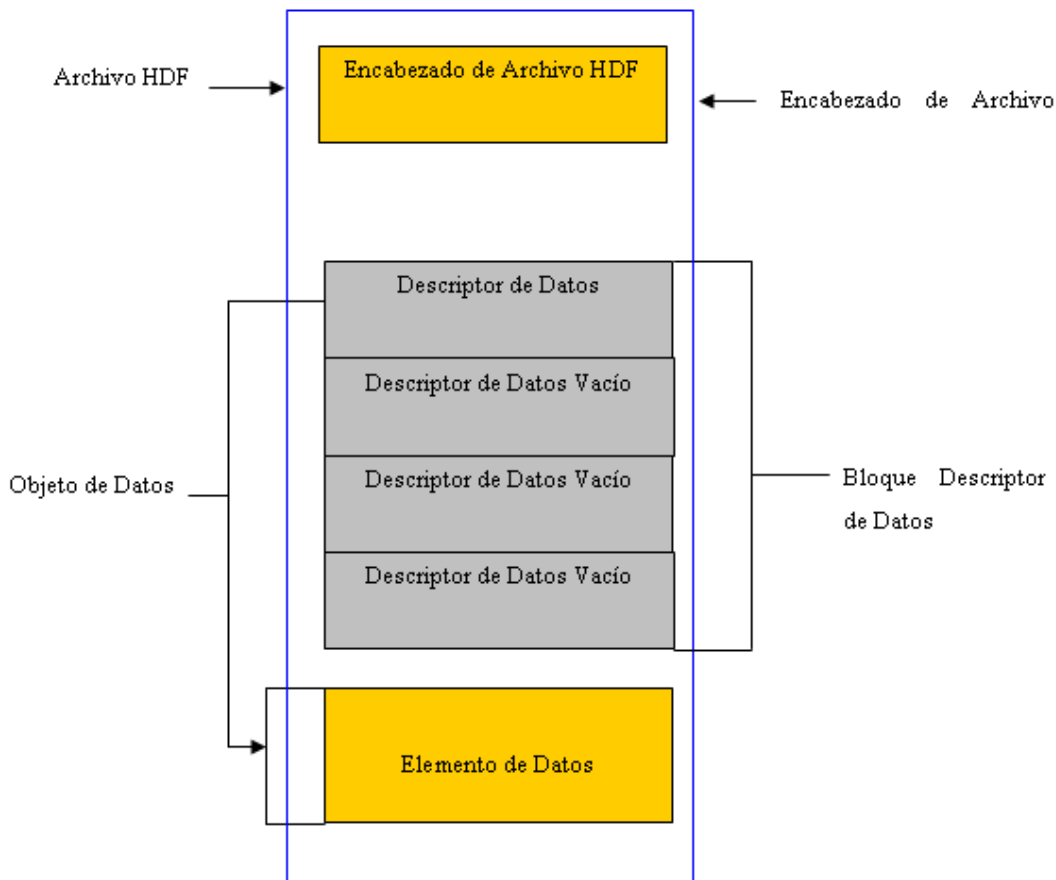 Archivo HDF
Encabezado de Archivo HDF
Encabezado de Archivo
Descriptor de Datos
Descriptor de Datos Vacío
Descriptor de Datos Vacío
Objeto de Datos
Bloque Descriptor
de Datos
Descriptor de Datos Vacío
Elemento de Datos